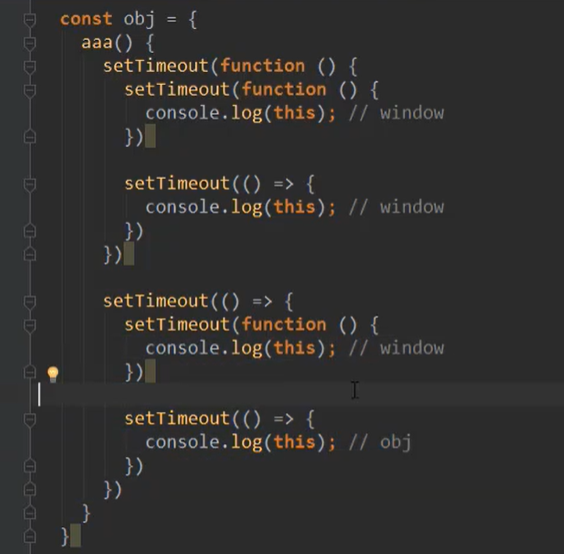 const obj = {
  aaa() {
    setTimeout(function () {
      setTimeout(function () {
        console.log(this); // window
      })

      setTimeout(() => {
        console.log(this); // window
      })
    })

    setTimeout(() => {
      setTimeout(function () {
        console.log(this); // window
      })

      setTimeout(() => {
        console.log(this); // obj
      })
    })
  }
}